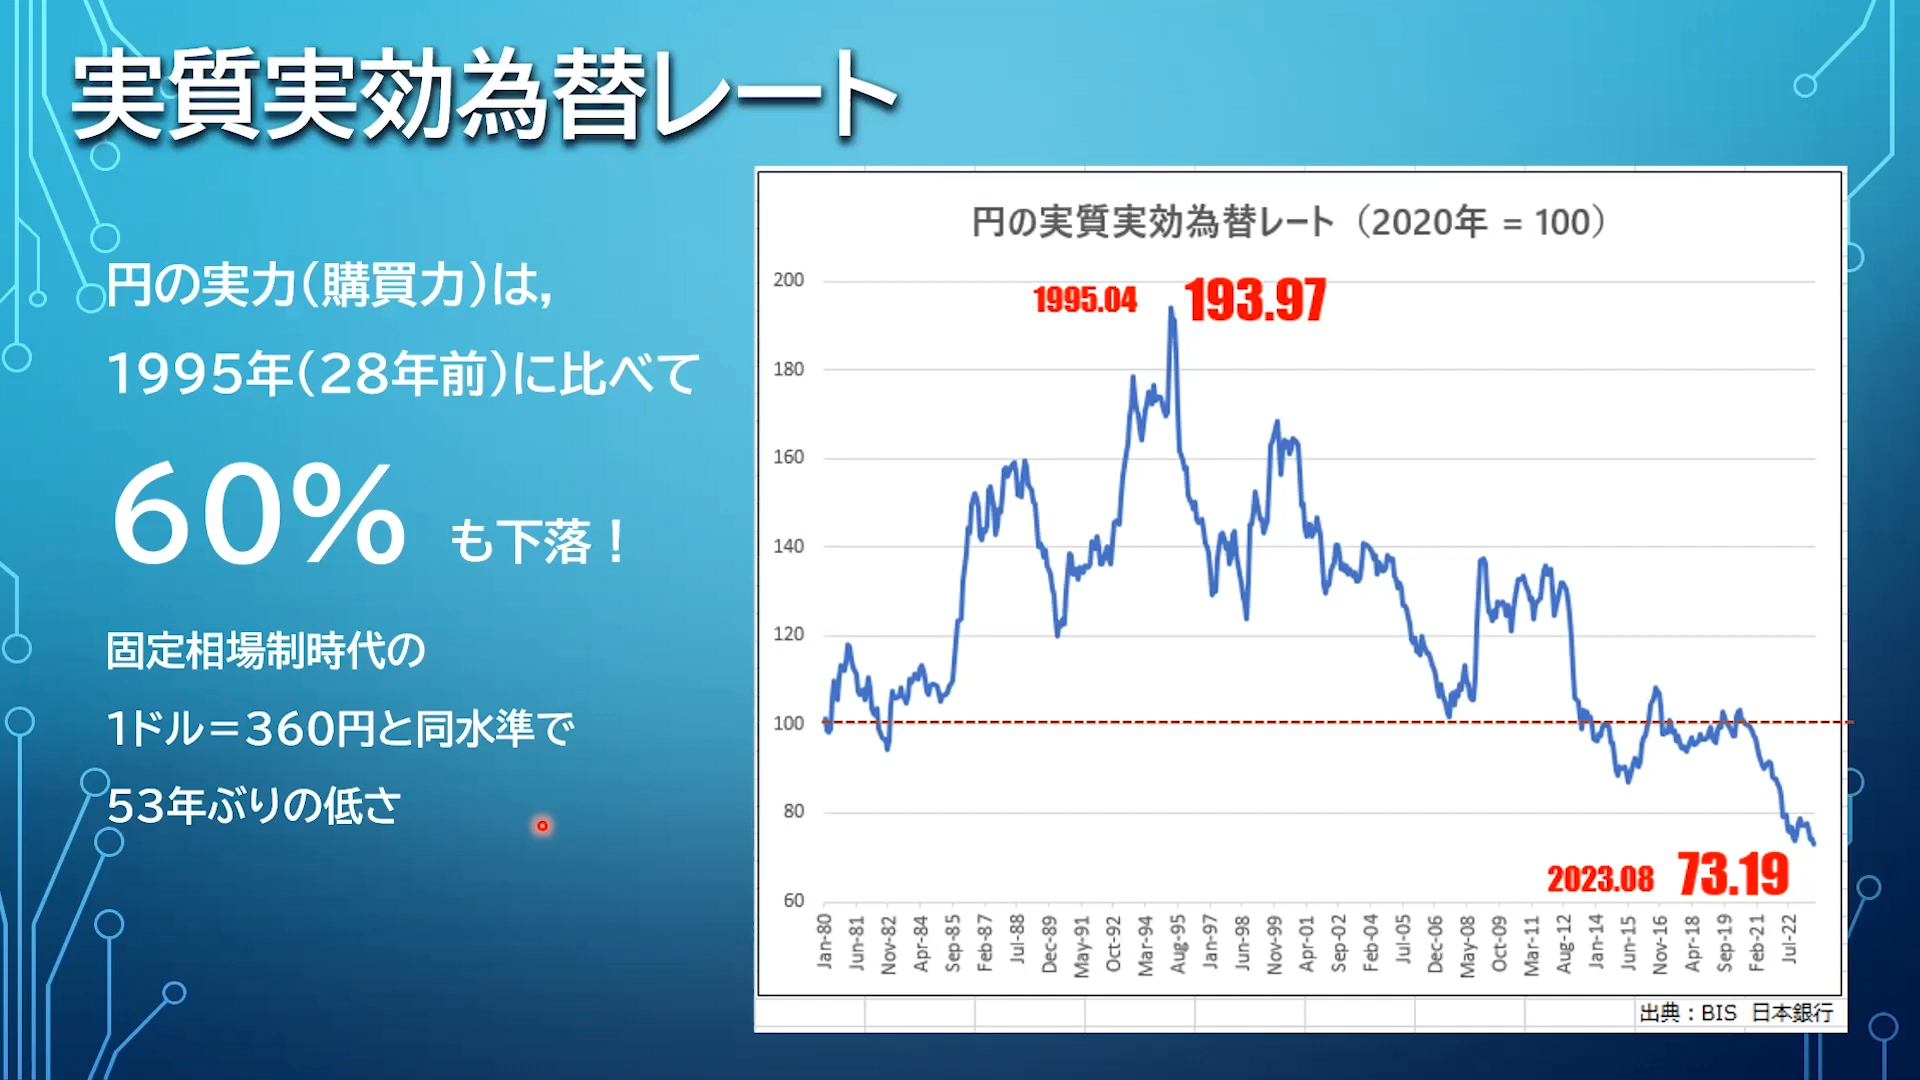 実質実効為替レート
円の実力(購買力)は,
1995年(28年前)に比べて
60% も下落!
固定相場制時代の
1ドル=360円と同水準で
53年ぶりの低さ
円の実質実効為替レート(2020年 = 100)
200
180
160
140
120
100
80
60
1995.04 193.97
2023.08 73.19
Jan-80 Jun-81 Nov-82 Apr-84 Sep-85 Feb-87 Jul-88 Dec-89 May-91 Oct-92 Mar-94 Aug-95 Jan-97 Jun-98 Nov-99 Apr-01 Sep-02 Feb-04 Jul-05 Dec-06 May-08 Oct-09 Mar-11 Aug-12 Jan-14 Jun-15 Nov-16 Apr-18 Sep-19 Feb-21 Jul-22
出典:BIS 日本銀行